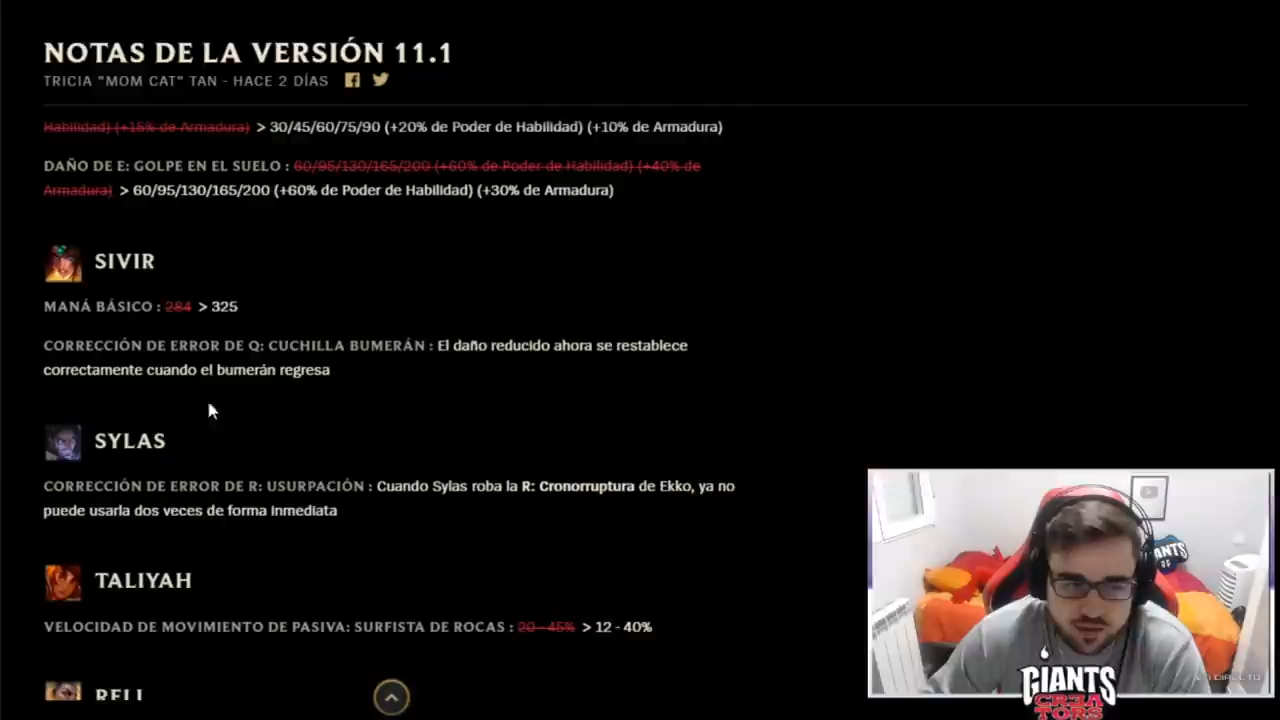 NOTAS DE LA VERSIÓN 11.1
TRICIA "MOM CAT" TAN - HACE 2 DÍAS
Habilidad) (+15% de Armadura) > 30/45/60/75/90 (+20% de Poder de Habilidad) (+10% de Armadura)
DAÑO DE E: GOLPE EN EL SUELO : 60/95/130/165/200 (+60% de Poder de Habilidad) (+40% de
Armadura) > 60/95/130/165/200 (+60% de Poder de Habilidad) (+30% de Armadura)
SIVIR
MANÁ BÁSICO : 284 > 325
CORRECCIÓN DE ERROR DE Q: CUCHILLA BUMERÁN : El daño reducido ahora se restablece
correctamente cuando el bumerán regresa
SYLAS
CORRECCIÓN DE ERROR DE R: USURPACIÓN : Cuando Sylas roba la R: Cronorruptura de Ekko, ya no
puede usarla dos veces de forma inmediata
TALIYAH
VELOCIDAD DE MOVIMIENTO DE PASIVA: SURFISTA DE ROCAS : 20 - 45% > 12 - 40%
RELL
ANTS
EN DIRECTO
GIANTS
CREA
TORS